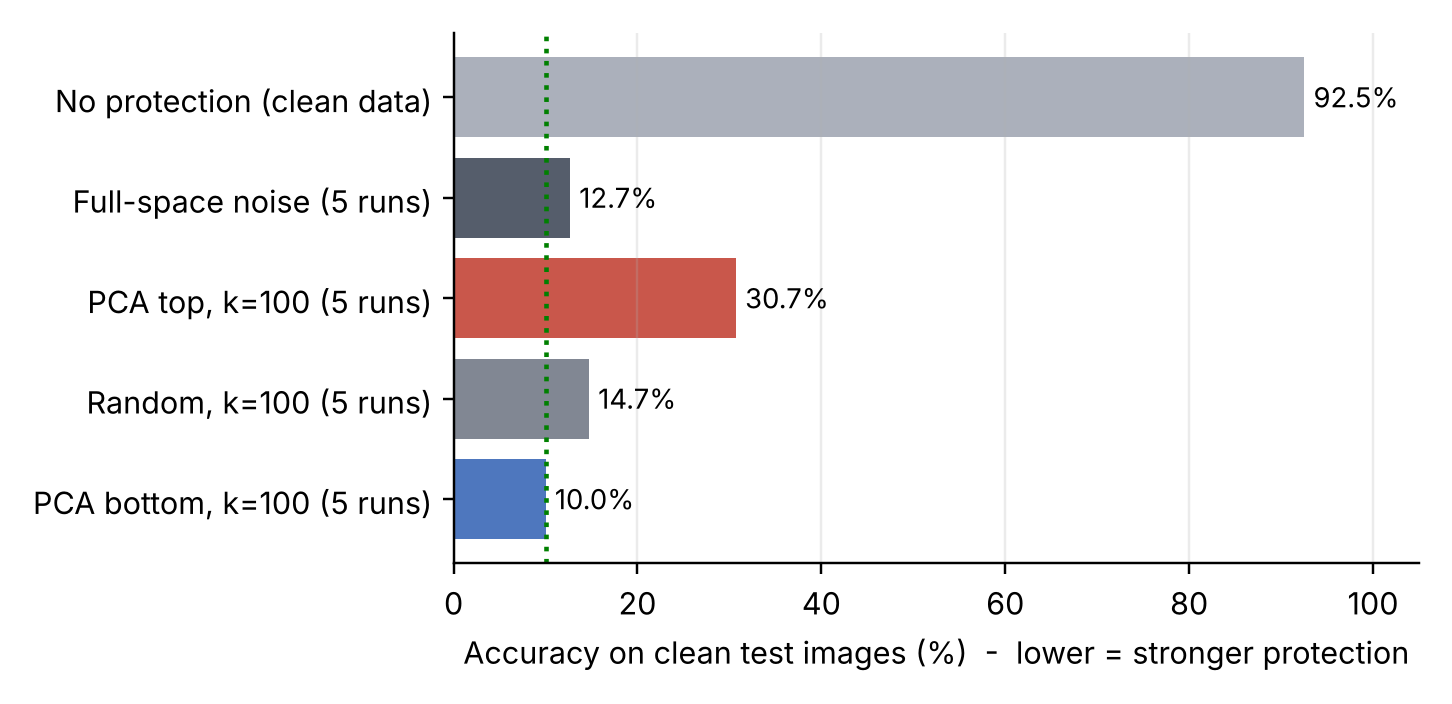 No protection (clean data)
92.5%
Full-space noise (5 runs)
12.7%
PCA top, k=100 (5 runs)
30.7%
Random, k=100 (5 runs)
14.7%
PCA bottom, k=100 (5 runs)
10.0%
0 20 40 60 80 100
Accuracy on clean test images (%) - lower = stronger protection